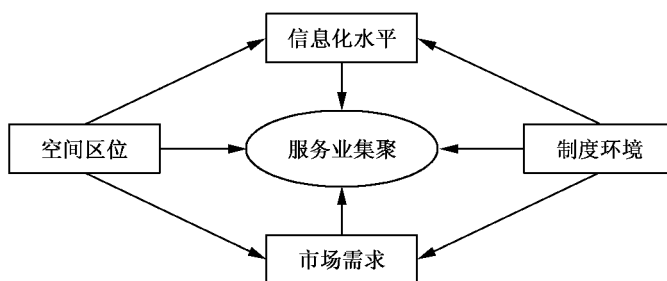 信息化水平
空间区位
服务业集聚
制度环境
市场需求